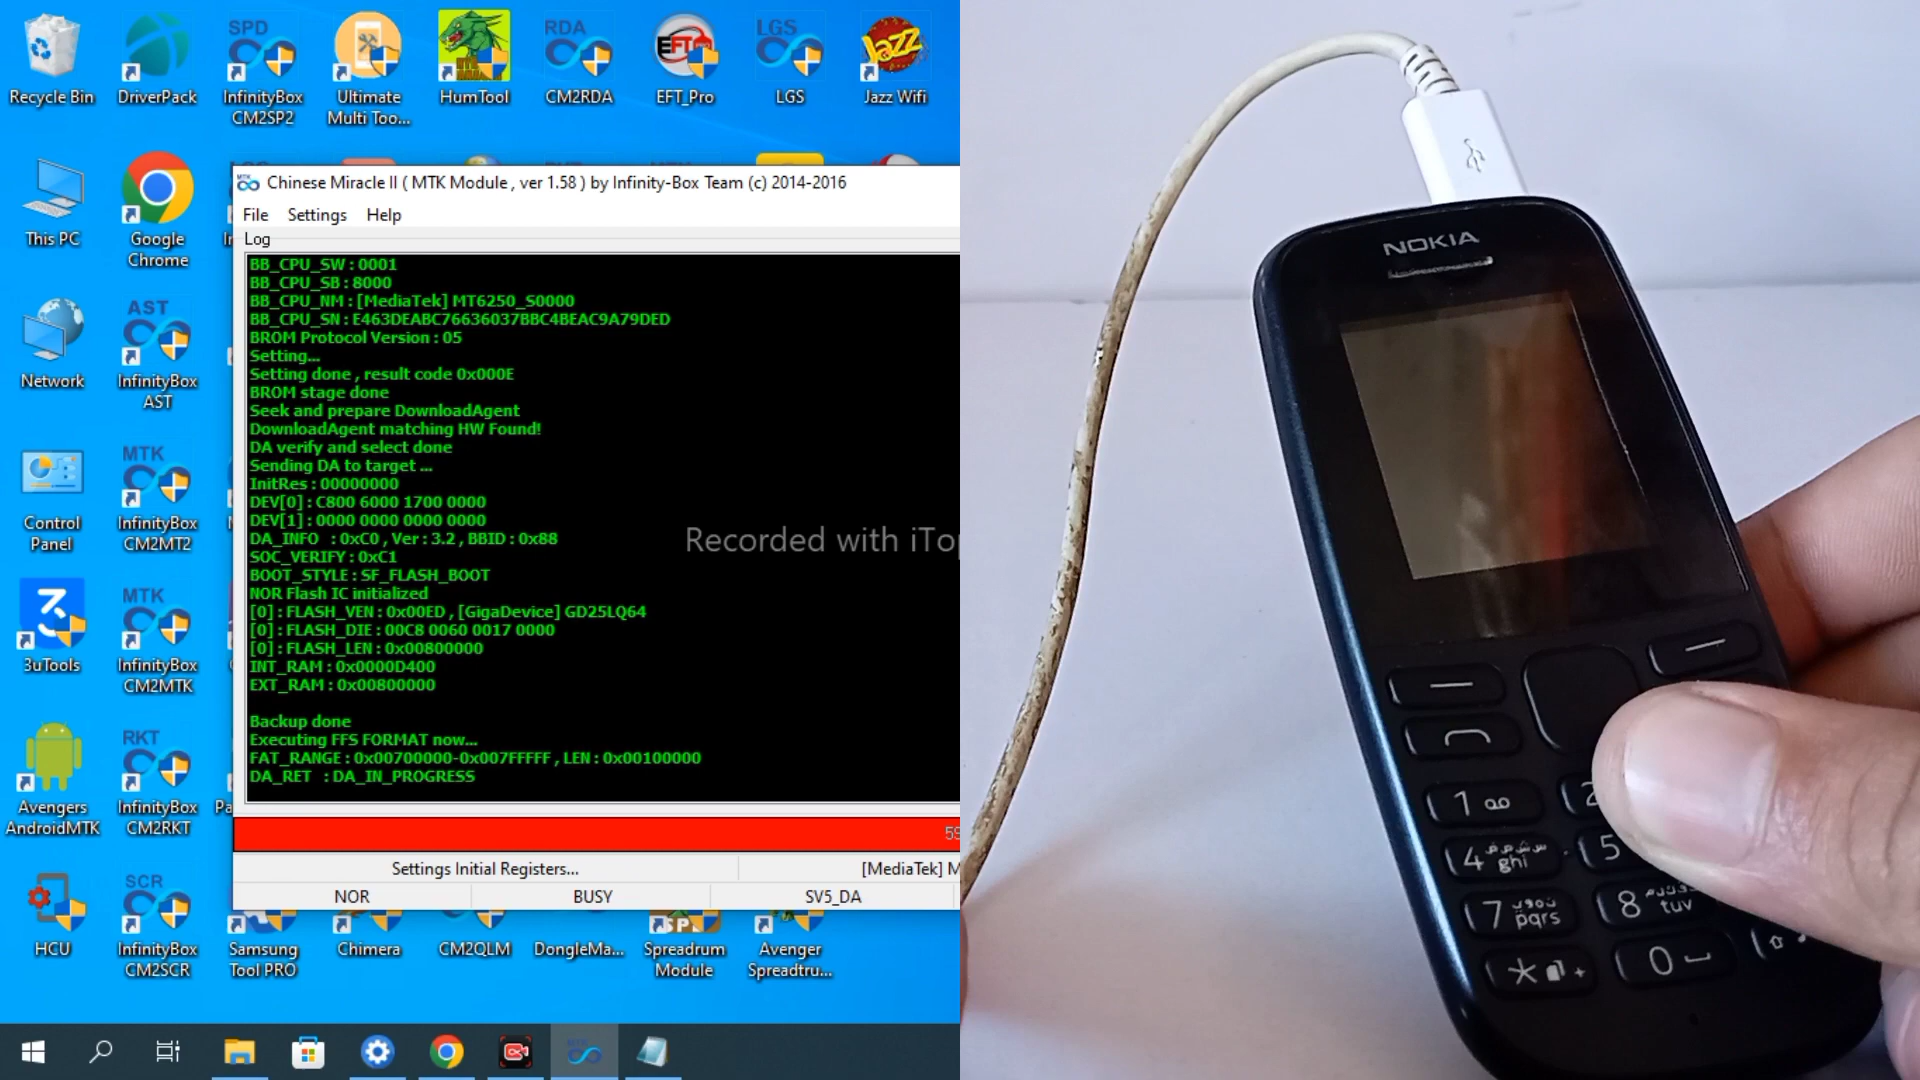 SPD
RDA
EFT PRO
LGS
Jazz
Recycle Bin
DriverPack
InfinityBox
CM2SP2
Ultimate
Multi Too...
HumTool
CM2RDA
EFT_Pro
LGS
Jazz Wifi
This PC
Google
Chrome
AST
Network
InfinityBox
AST
MTK
Control
Panel
InfinityBox
CM2MT2
MTK
3uTools
InfinityBox
CM2MTK
RKT
Avengers
AndroidMTK
InfinityBox
CM2RKT
SCR
HCU
InfinityBox
CM2SCR
Samsung
Tool PRO
Chimera
CM2QLM
DongleMa...
Spreadrum
Module
Avenger
Spreadtru...
MTK
Chinese Miracle II ( MTK Module , ver 1.58 ) by Infinity-Box Team (c) 2014-2016
File Settings Help
Log
BB_CPU_SW : 0001
BB_CPU_SB : 8000
BB_CPU_NM : [MediaTek] MT6250_S0000
BB_CPU_SN : E463DEABC76636037BBC4BEAC9A79DED
BROM Protocol Version : 05
Setting...
Setting done , result code 0x000E
BROM stage done
Seek and prepare DownloadAgent
DownloadAgent matching HW Found!
DA verify and select done
Sending DA to target ...
InitRes : 00000000
DEV[0] : C800 6000 1700 0000
DEV[1] : 0000 0000 0000 0000
DA_INFO : 0xC0 , Ver : 3.2 , BBID : 0x88
SOC_VERIFY : 0xC1
BOOT_STYLE : SF_FLASH_BOOT
NOR Flash IC initialized
[0] : FLASH_VEN : 0x00ED , [GigaDevice] GD25LQ64
[0] : FLASH_DIE : 00C8 0060 0017 0000
[0] : FLASH_LEN : 0x00800000
INT_RAM : 0x0000D400
EXT_RAM : 0x00800000
Backup done
Executing FFS FORMAT now...
FAT_RANGE : 0x00700000-0x007FFFFF , LEN : 0x00100000
DA_RET : DA_IN_PROGRESS
Recorded with iTop
Settings Initial Registers...
[MediaTek] M
NOR BUSY SV5_DA
NOKIA
1
2
4 ghi
5
7 pqrs
8 tuv
* +
0